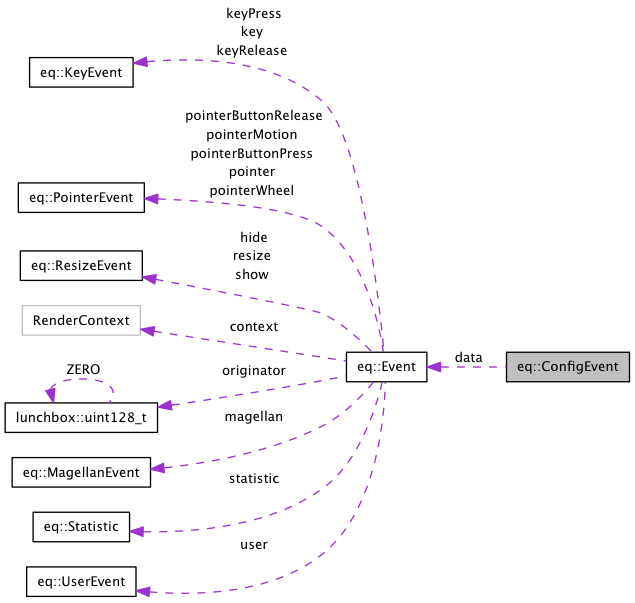 keyPress
key
keyRelease
eq::KeyEvent
pointerButtonRelease
pointerMotion
pointerButtonPress
pointer
pointerWheel
eq::PointerEvent
hide
resize
show
eq::ResizeEvent
RenderContext
context
data
eq::Event
eq::ConfigEvent
ZERO
originator
lunchbox::uint128_t
magellan
eq::MagellanEvent
statistic
eq::Statistic
user
eq::UserEvent